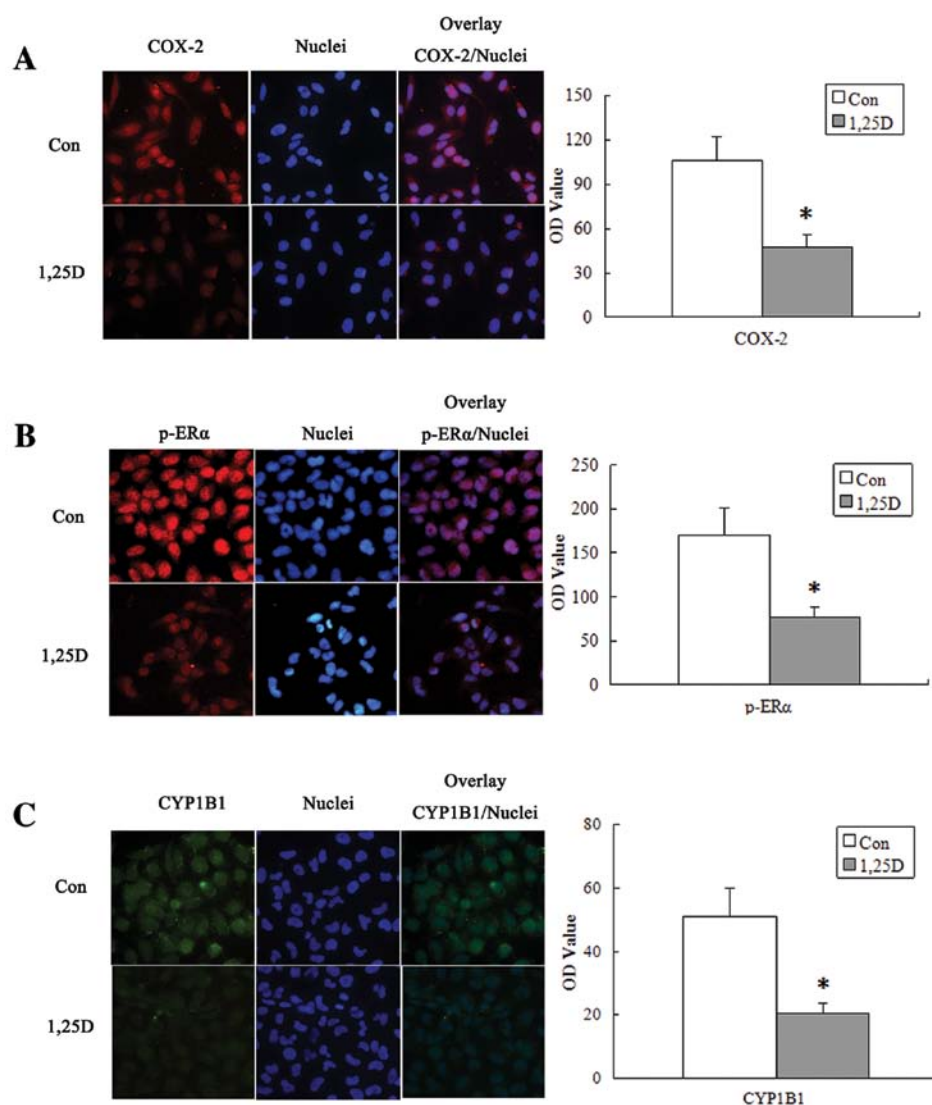 A
COX-2 Nuclei Overlay
COX-2/Nuclei
Con
1,25D
150
120
90
60
30
0
OD Value
Con
1,25D
*
COX-2
B
p-ERα Nuclei Overlay
p-ERα/Nuclei
Con
1,25D
250
200
150
100
50
0
OD Value
Con
1,25D
*
p-ERα
C
CYP1B1 Nuclei Overlay
CYP1B1/Nuclei
Con
1,25D
80
60
40
20
0
OD Value
Con
1,25D
*
CYP1B1